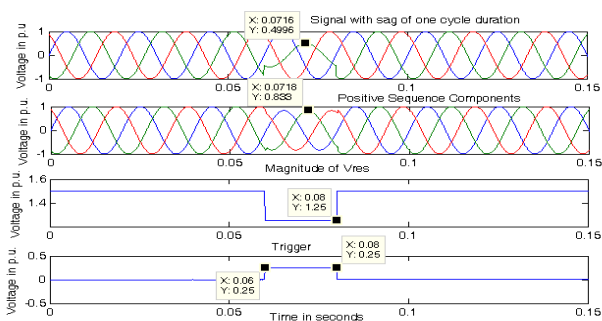 Signal with sag of one cycle duration
X: 0.0716
Y: 0.4996
Voltage in p.u
1
0
-1
0
0.05
0.1
0.15
X: 0.0718
Y: 0.833
Positive Sequence Components
Voltage in p.u.
1
0
-1
0
0.05
0.1
0.15
Magnitude of Vres
Voltage in p.u.
1.6
1.4
X: 0.08
Y: 1.25
0
0.05
0.1
0.15
Trigger
Voltage in p.u.
0.5
0
-0.5
X: 0.06
Y: 0.25
X: 0.08
Y: 0.25
0
0.05
0.1
0.15
Time in seconds